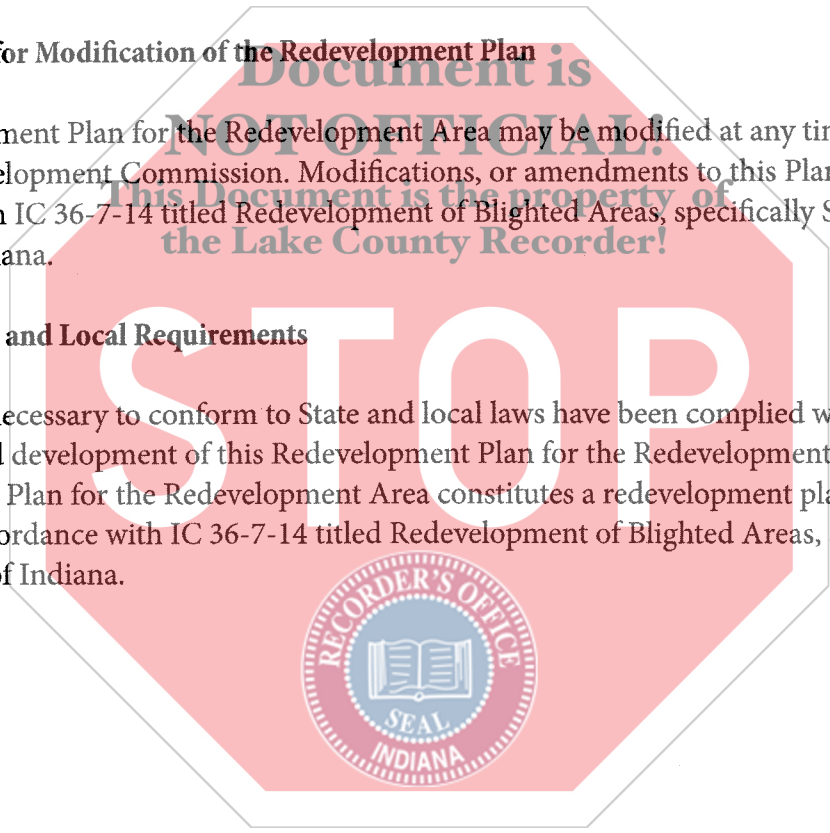 for Modification of the Redevelopment Plan
Document is
NOT OFFICIAL!
ment Plan for the Redevelopment Area may be modified at any tim
elopment Commission. Modifications, or amendments to this Plan
This Document is the property of
n IC 36-7-14 titled Redevelopment of Blighted Areas, specifically S
the Lake County Recorder!
ana.
STOP
and Local Requirements
ecessary to conform to State and local laws have been complied w
d development of this Redevelopment Plan for the Redevelopment
Plan for the Redevelopment Area constitutes a redevelopment pla
ordance with IC 36-7-14 titled Redevelopment of Blighted Areas,
of Indiana.
RECORDER'S OFFICE
SEAL
INDIANA